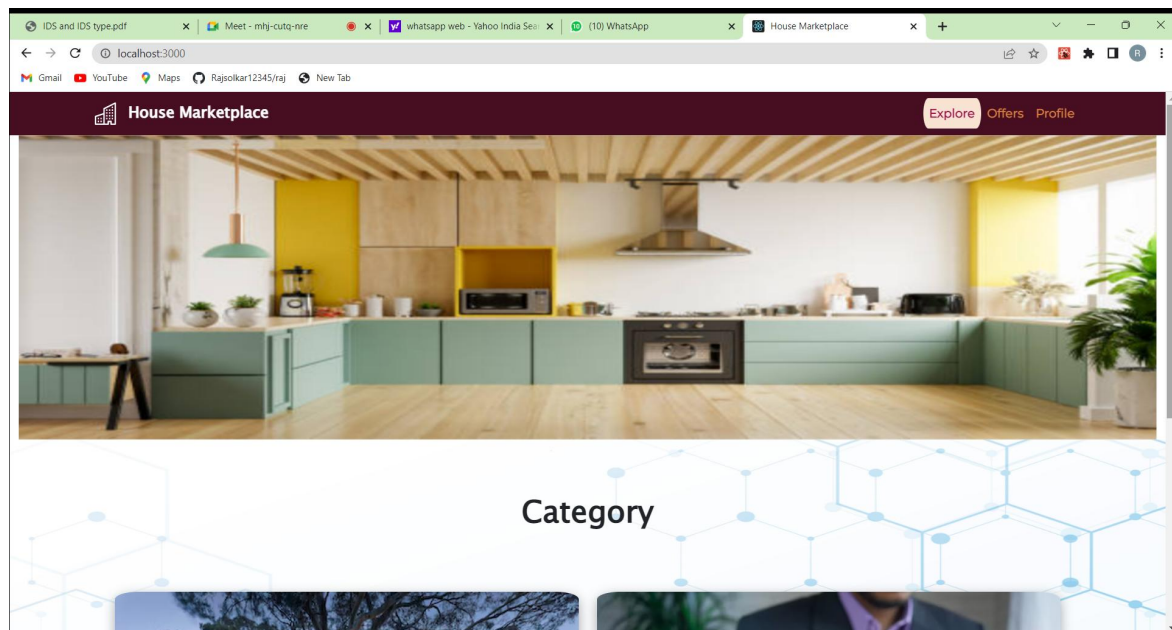 IDS and IDS type.pdf
Meet - mhj-cutq-nre
whatsapp web - Yahoo India Sea
(10) WhatsApp
House Marketplace
localhost:3000
R
Gmail
YouTube
Maps
Rajsolkar12345/raj
New Tab
House Marketplace
Explore
Offers
Profile
Category